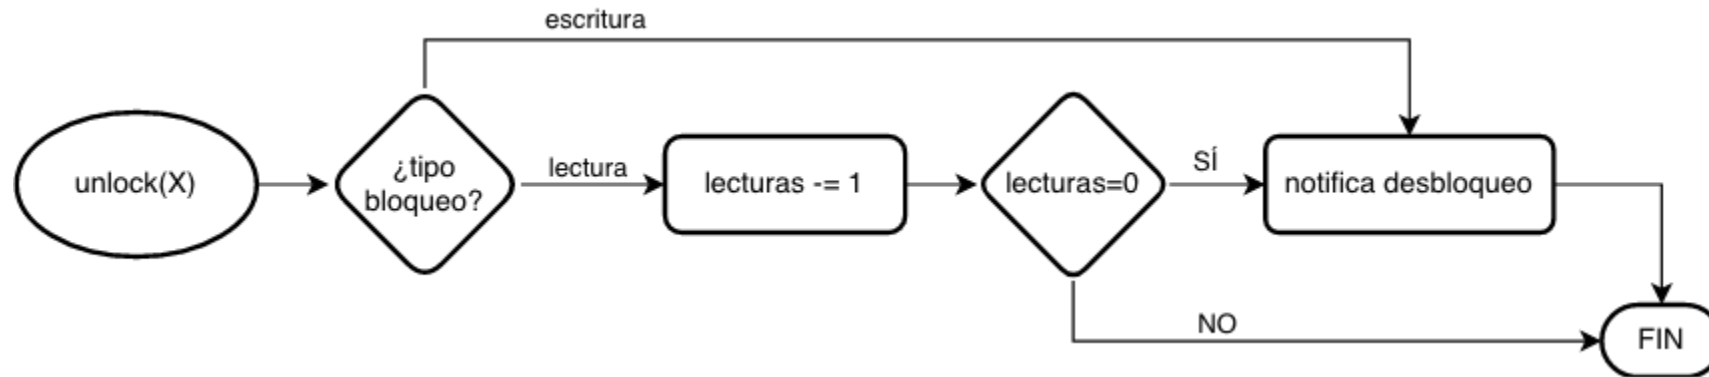 escritura
unlock(X)
¿tipo
bloqueo?
lectura
lecturas -= 1
lecturas=0
SÍ
notifica desbloqueo
NO
FIN